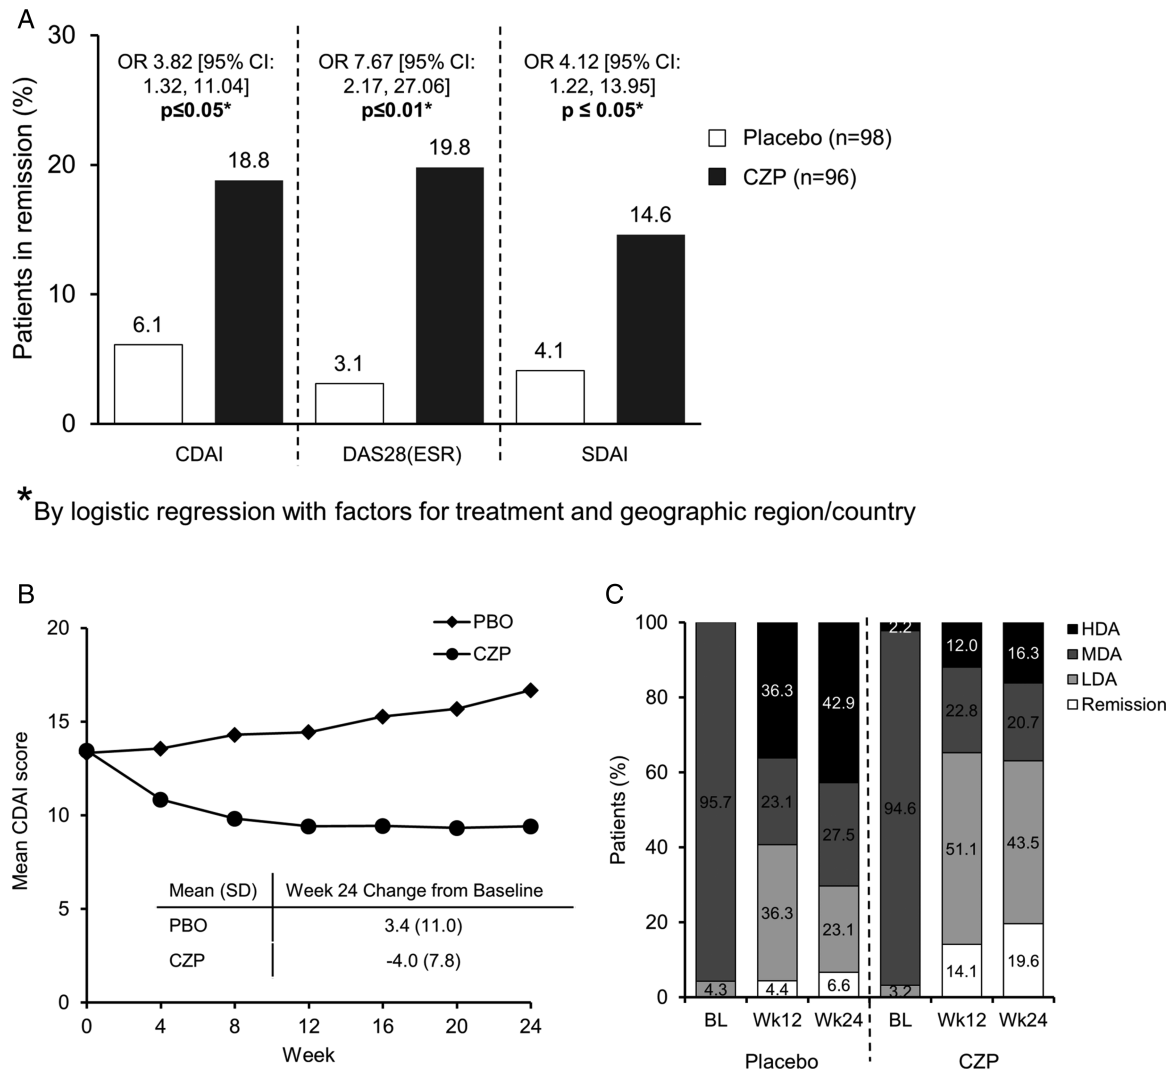 A
30
20
10
0
Patients in remission (%)
OR 3.82 [95% CI:
1.32, 11.04]
p≤0.05*
OR 7.67 [95% CI:
2.17, 27.06]
p≤0.01*
OR 4.12 [95% CI:
1.22, 13.95]
p ≤ 0.05*
6.1
18.8
3.1
19.8
4.1
14.6
CDAI
DAS28(ESR)
SDAI
Placebo (n=98)
CZP (n=96)
*By logistic regression with factors for treatment and geographic region/country
B
20
15
10
5
0
Mean CDAI score
PBO
CZP
Mean (SD) Week 24 Change from Baseline
PBO 3.4 (11.0)
CZP -4.0 (7.8)
0 4 8 12 16 20 24
Week
C
100
80
60
40
20
0
Patients (%)
95.7
4.3
36.3
23.1
36.3
4.4
42.9
27.5
23.1
6.6
2.2
94.6
3.2
12.0
22.8
51.1
14.1
16.3
20.7
43.5
19.6
BL Wk12 Wk24 BL Wk12 Wk24
Placebo CZP
HDA
MDA
LDA
Remission